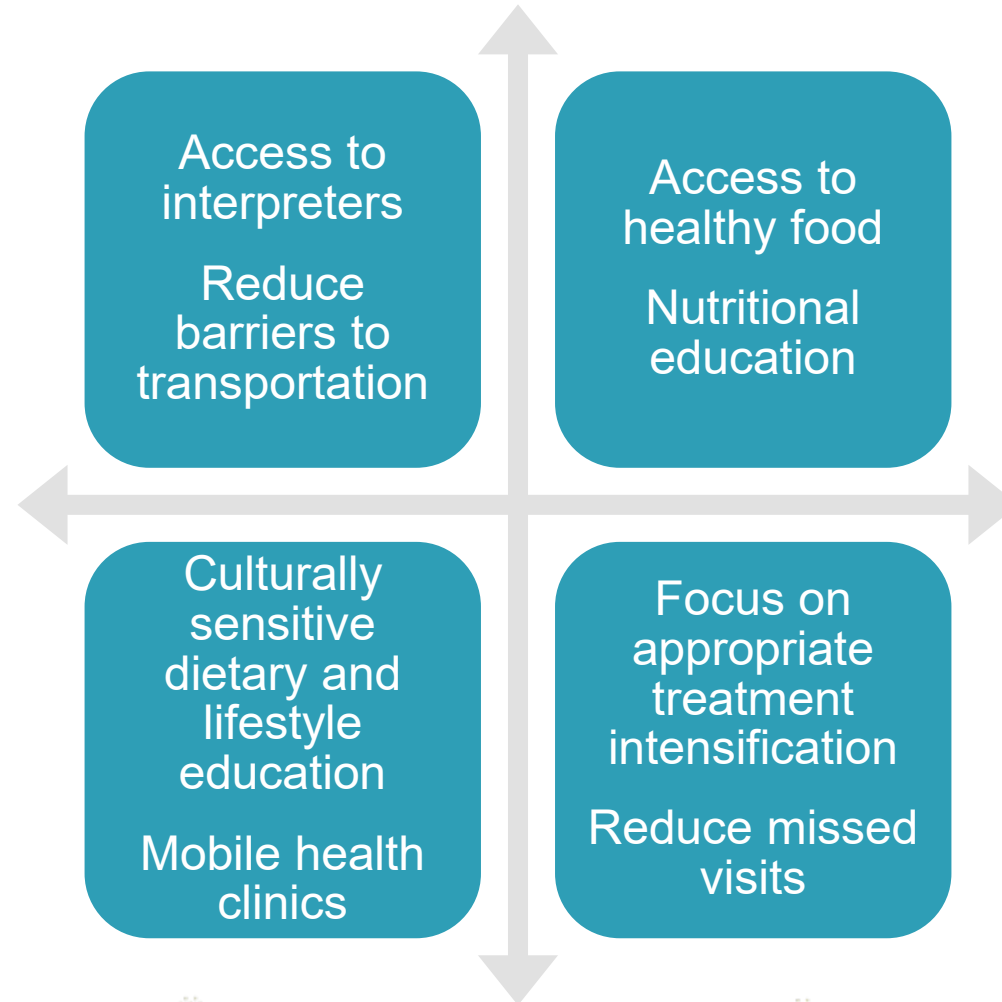 Access to
interpreters
Reduce
barriers to
transportation
Access to
healthy food
Nutritional
education
Culturally
sensitive
dietary and
lifestyle
education
Mobile health
clinics
Focus on
appropriate
treatment
intensification
Reduce missed
visits